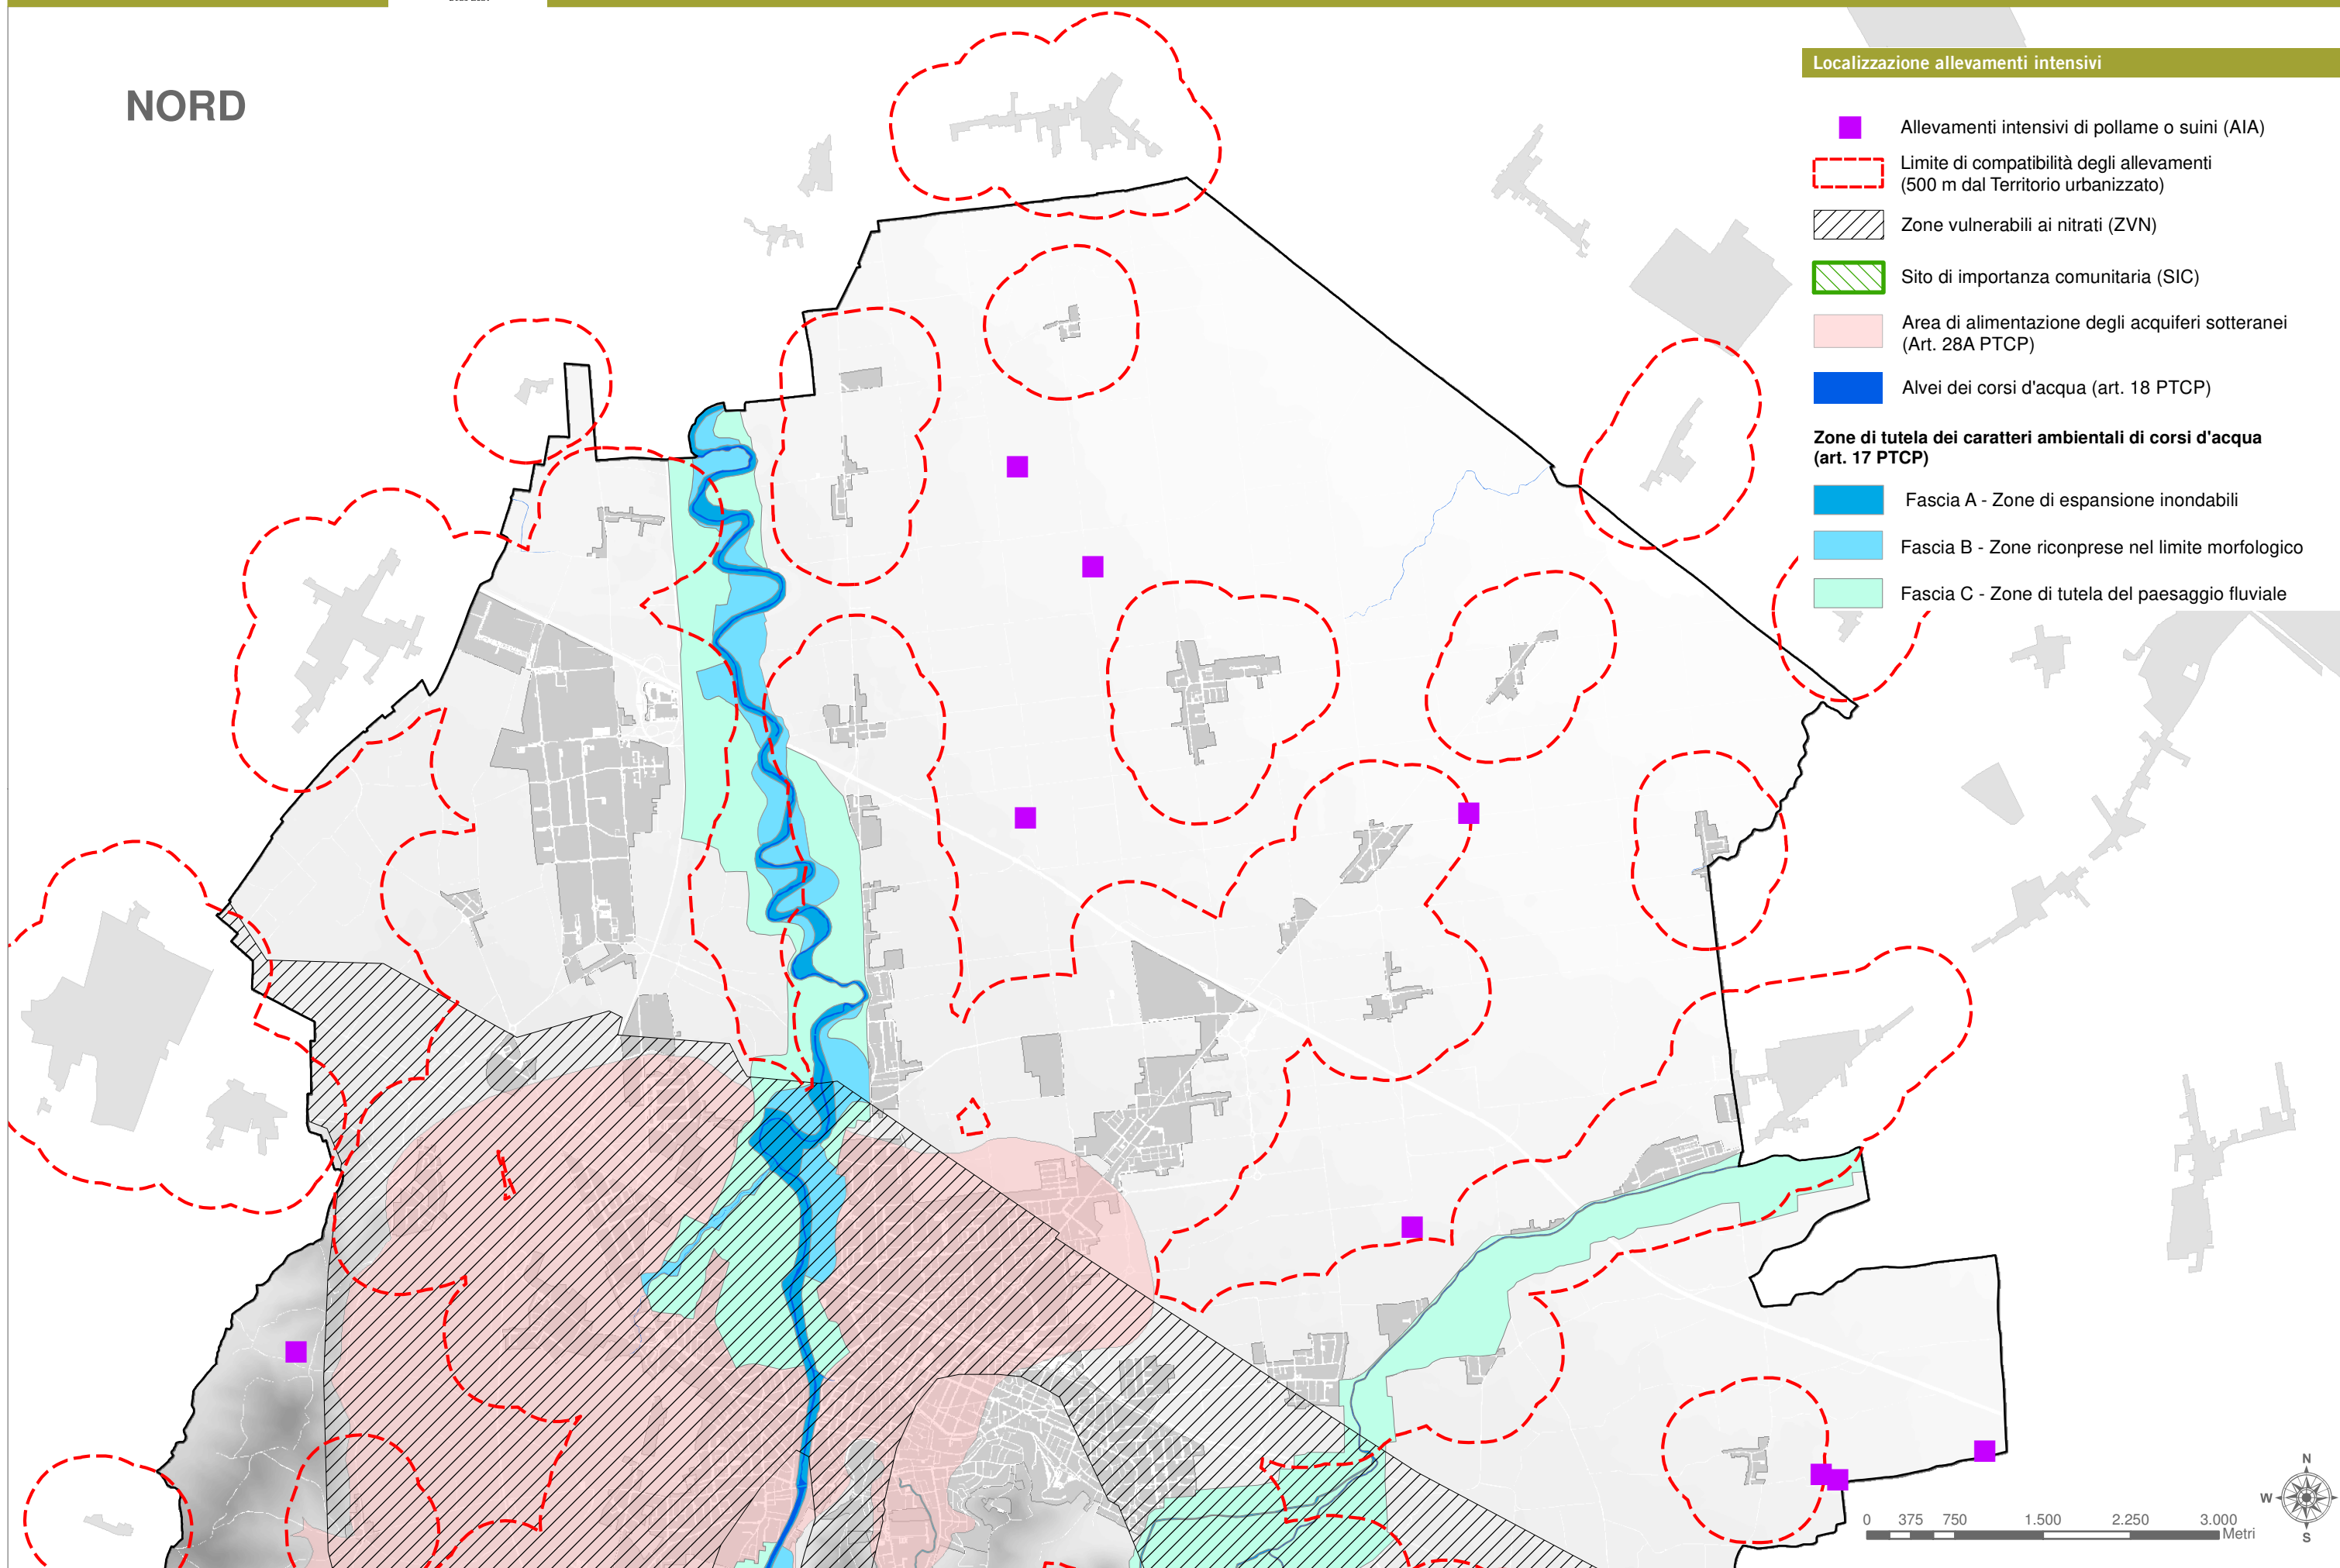 NORD
Localizzazione allevamenti intensivi
Allevamenti intensivi di pollame o suini (AIA)
Limite di compatibilità degli allevamenti
(500 m dal Territorio urbanizzato)
Zone vulnerabili ai nitrati (ZVN)
Sito di importanza comunitaria (SIC)
Area di alimentazione degli acquiferi sotteranei
(Art. 28A PTCP)
Alvei dei corsi d'acqua (art. 18 PTCP)
Zone di tutela dei caratteri ambientali di corsi d'acqua
(art. 17 PTCP)
Fascia A - Zone di espansione inondabili
Fascia B - Zone riconprese nel limite morfologico
Fascia C - Zone di tutela del paesaggio fluviale
N
W
S
0 375 750 1.500 2.250 3.000
Metri